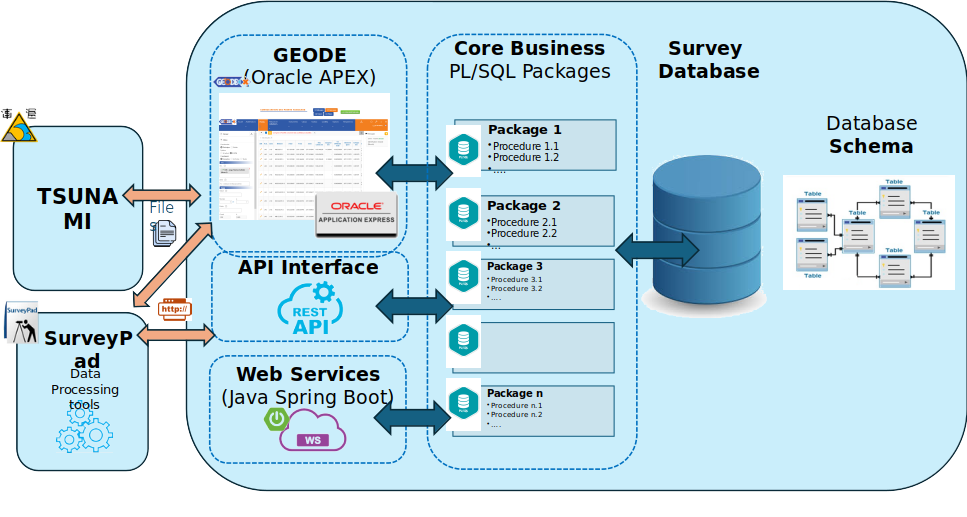 GEODE
(Oracle APEX)
ORACLE
APPLICATION EXPRESS
Core Business
PL/SQL Packages
Package 1
•Procedure 1.1
•Procedure 1.2
•....
Package 2
•Procedure 2.1
•Procedure 2.2
•...
Package 3
•Procedure 3.1
•Procedure 3.2
•....
Package n
•Procedure n.1
•Procedure n.2
•....
Survey
Database
Database
Schema
Table
Table
Table
Table
Table
Table
TSUNA
MI
File
s
http://
SurveyPad
SurveyP
ad
Data
Processing
tools
API Interface
REST
API
Web Services
(Java Spring Boot)
WS